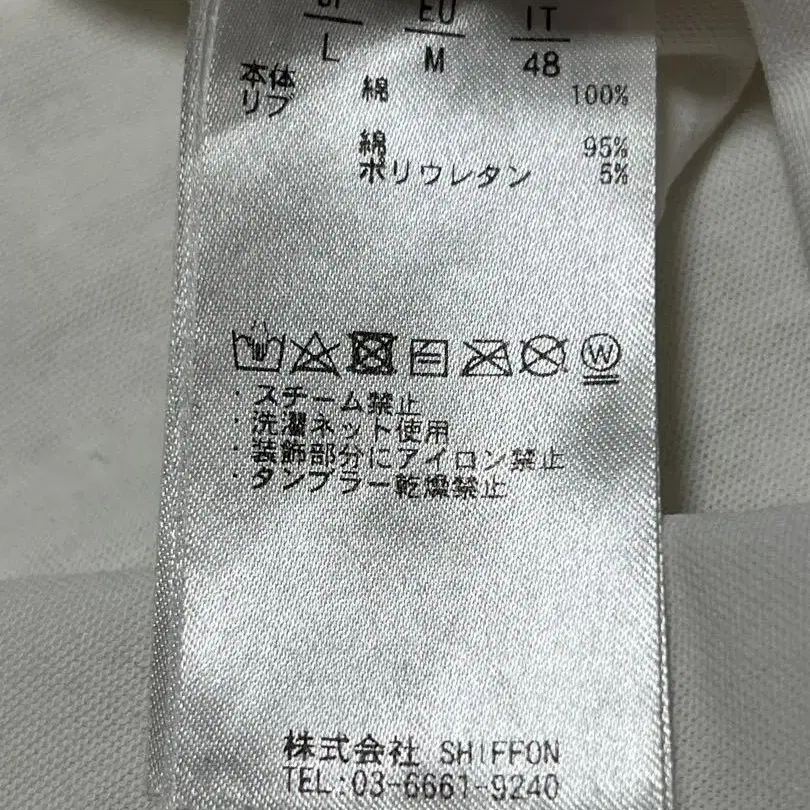 EU IT
L M 48
本体 綿 100%
リブ
綿 95%
ポリウレタン 5%
W
・スチーム禁止
・洗濯ネット使用
・装飾部分にアイロン禁止
・タンブラー乾燥禁止
株式会社 SHIFFON
TEL:03-6661-9240